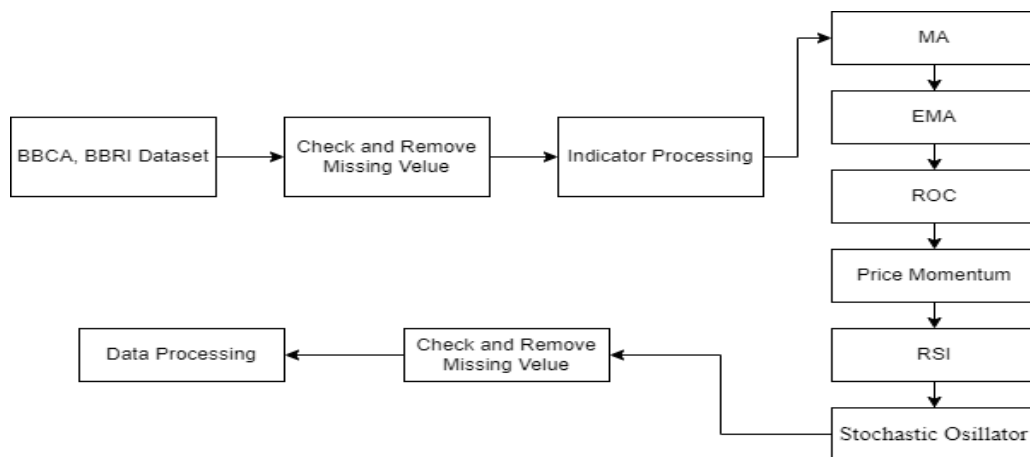 BBCA, BBRI Dataset
Check and Remove
Missing Velue
Indicator Processing
MA
EMA
ROC
Price Momentum
RSI
Stochastic Osillator
Check and Remove
Missing Velue
Data Processing